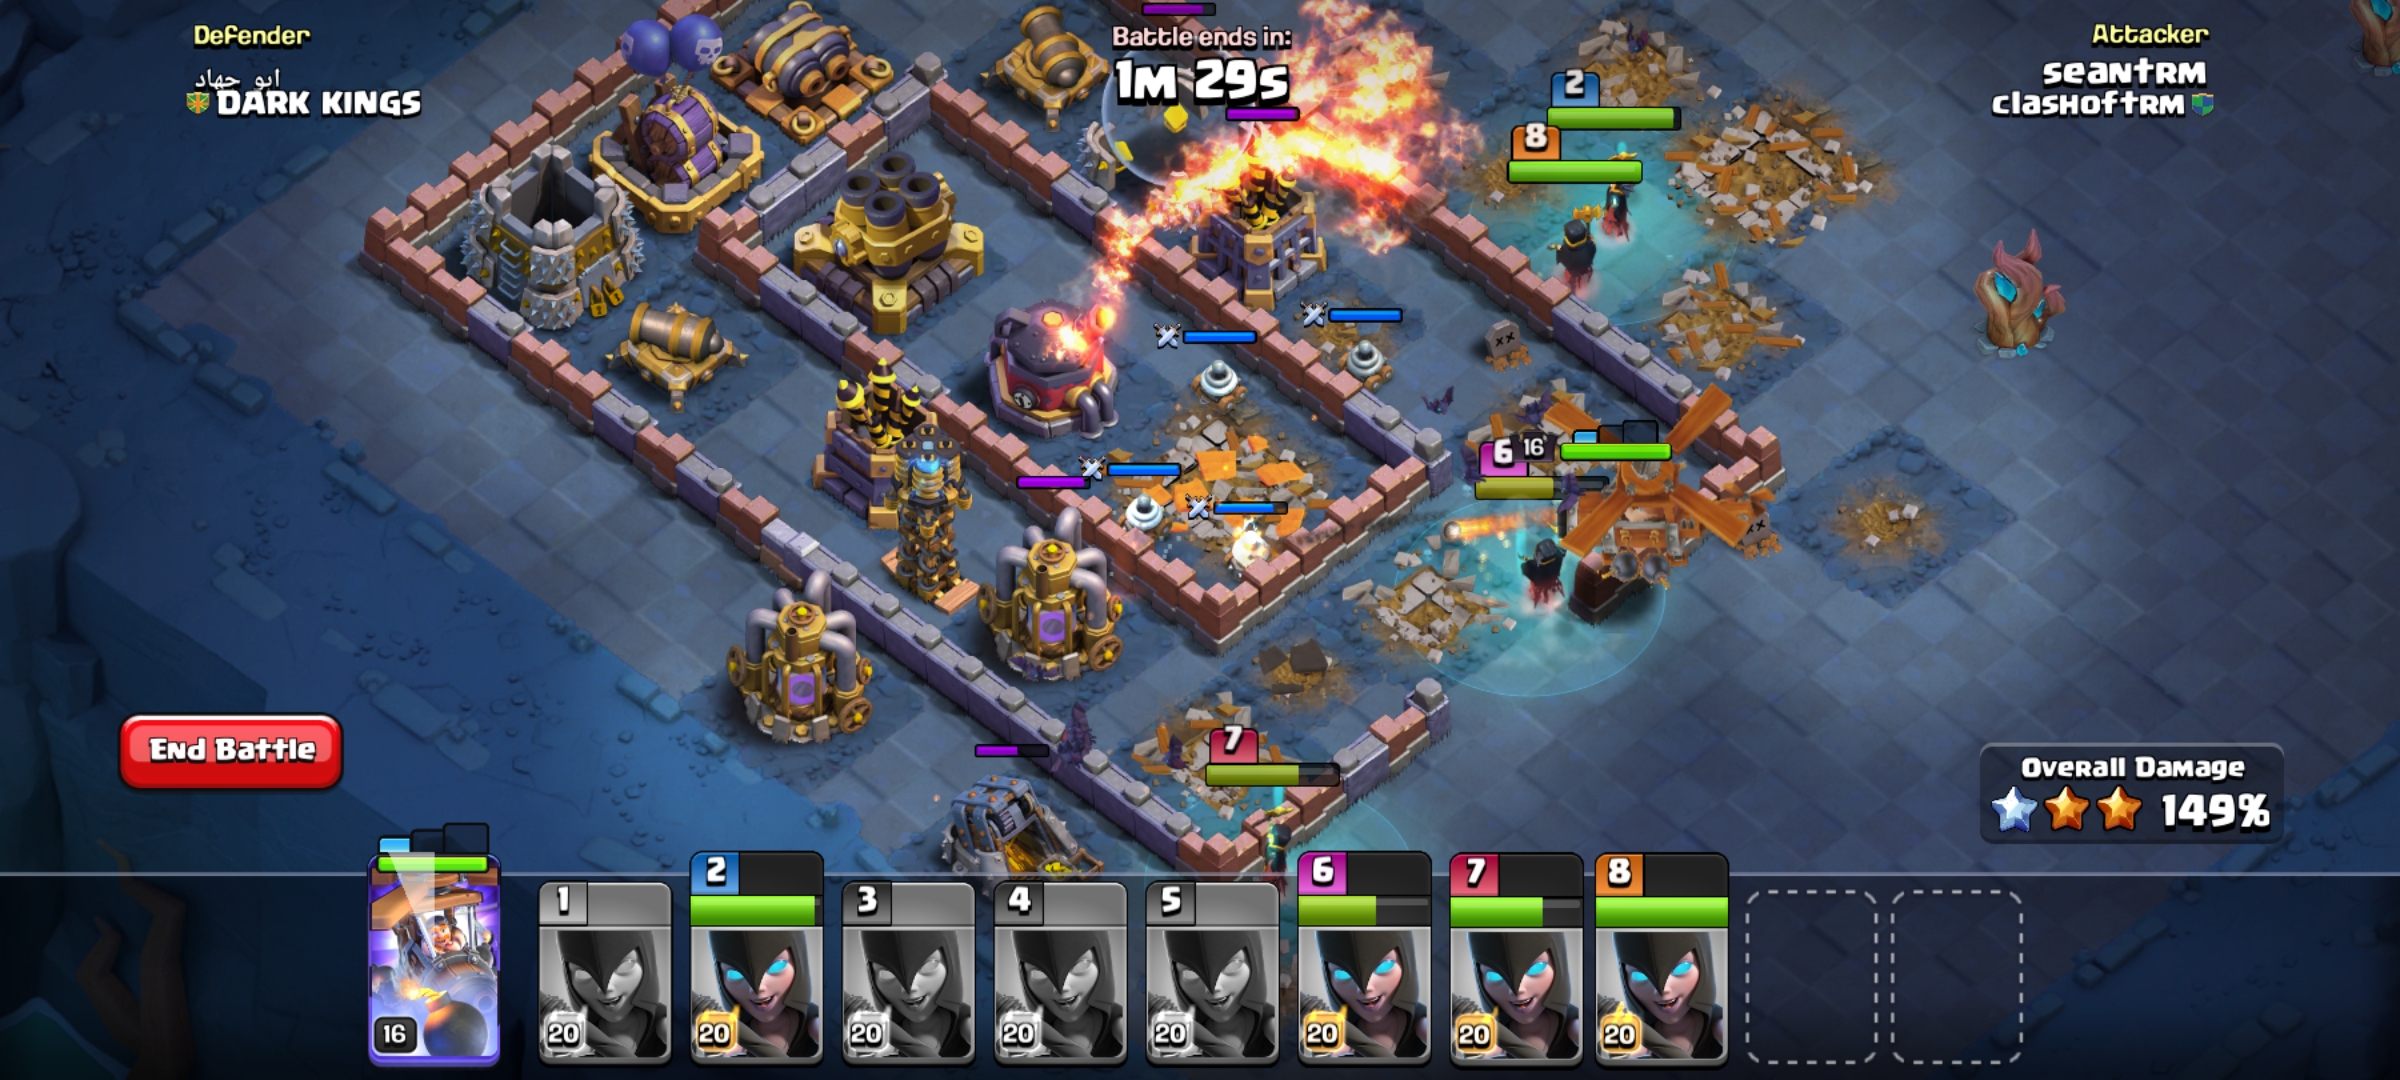 Defender
ابو جهاد
DARK KINGS
Battle ends in:
1M 29S
Attacker
seantRM
clashoftRM
2
8
6
16
7
End Battle
Overall Damage
149%
16
1
20
2
20
3
20
4
20
5
20
6
20
7
20
8
20